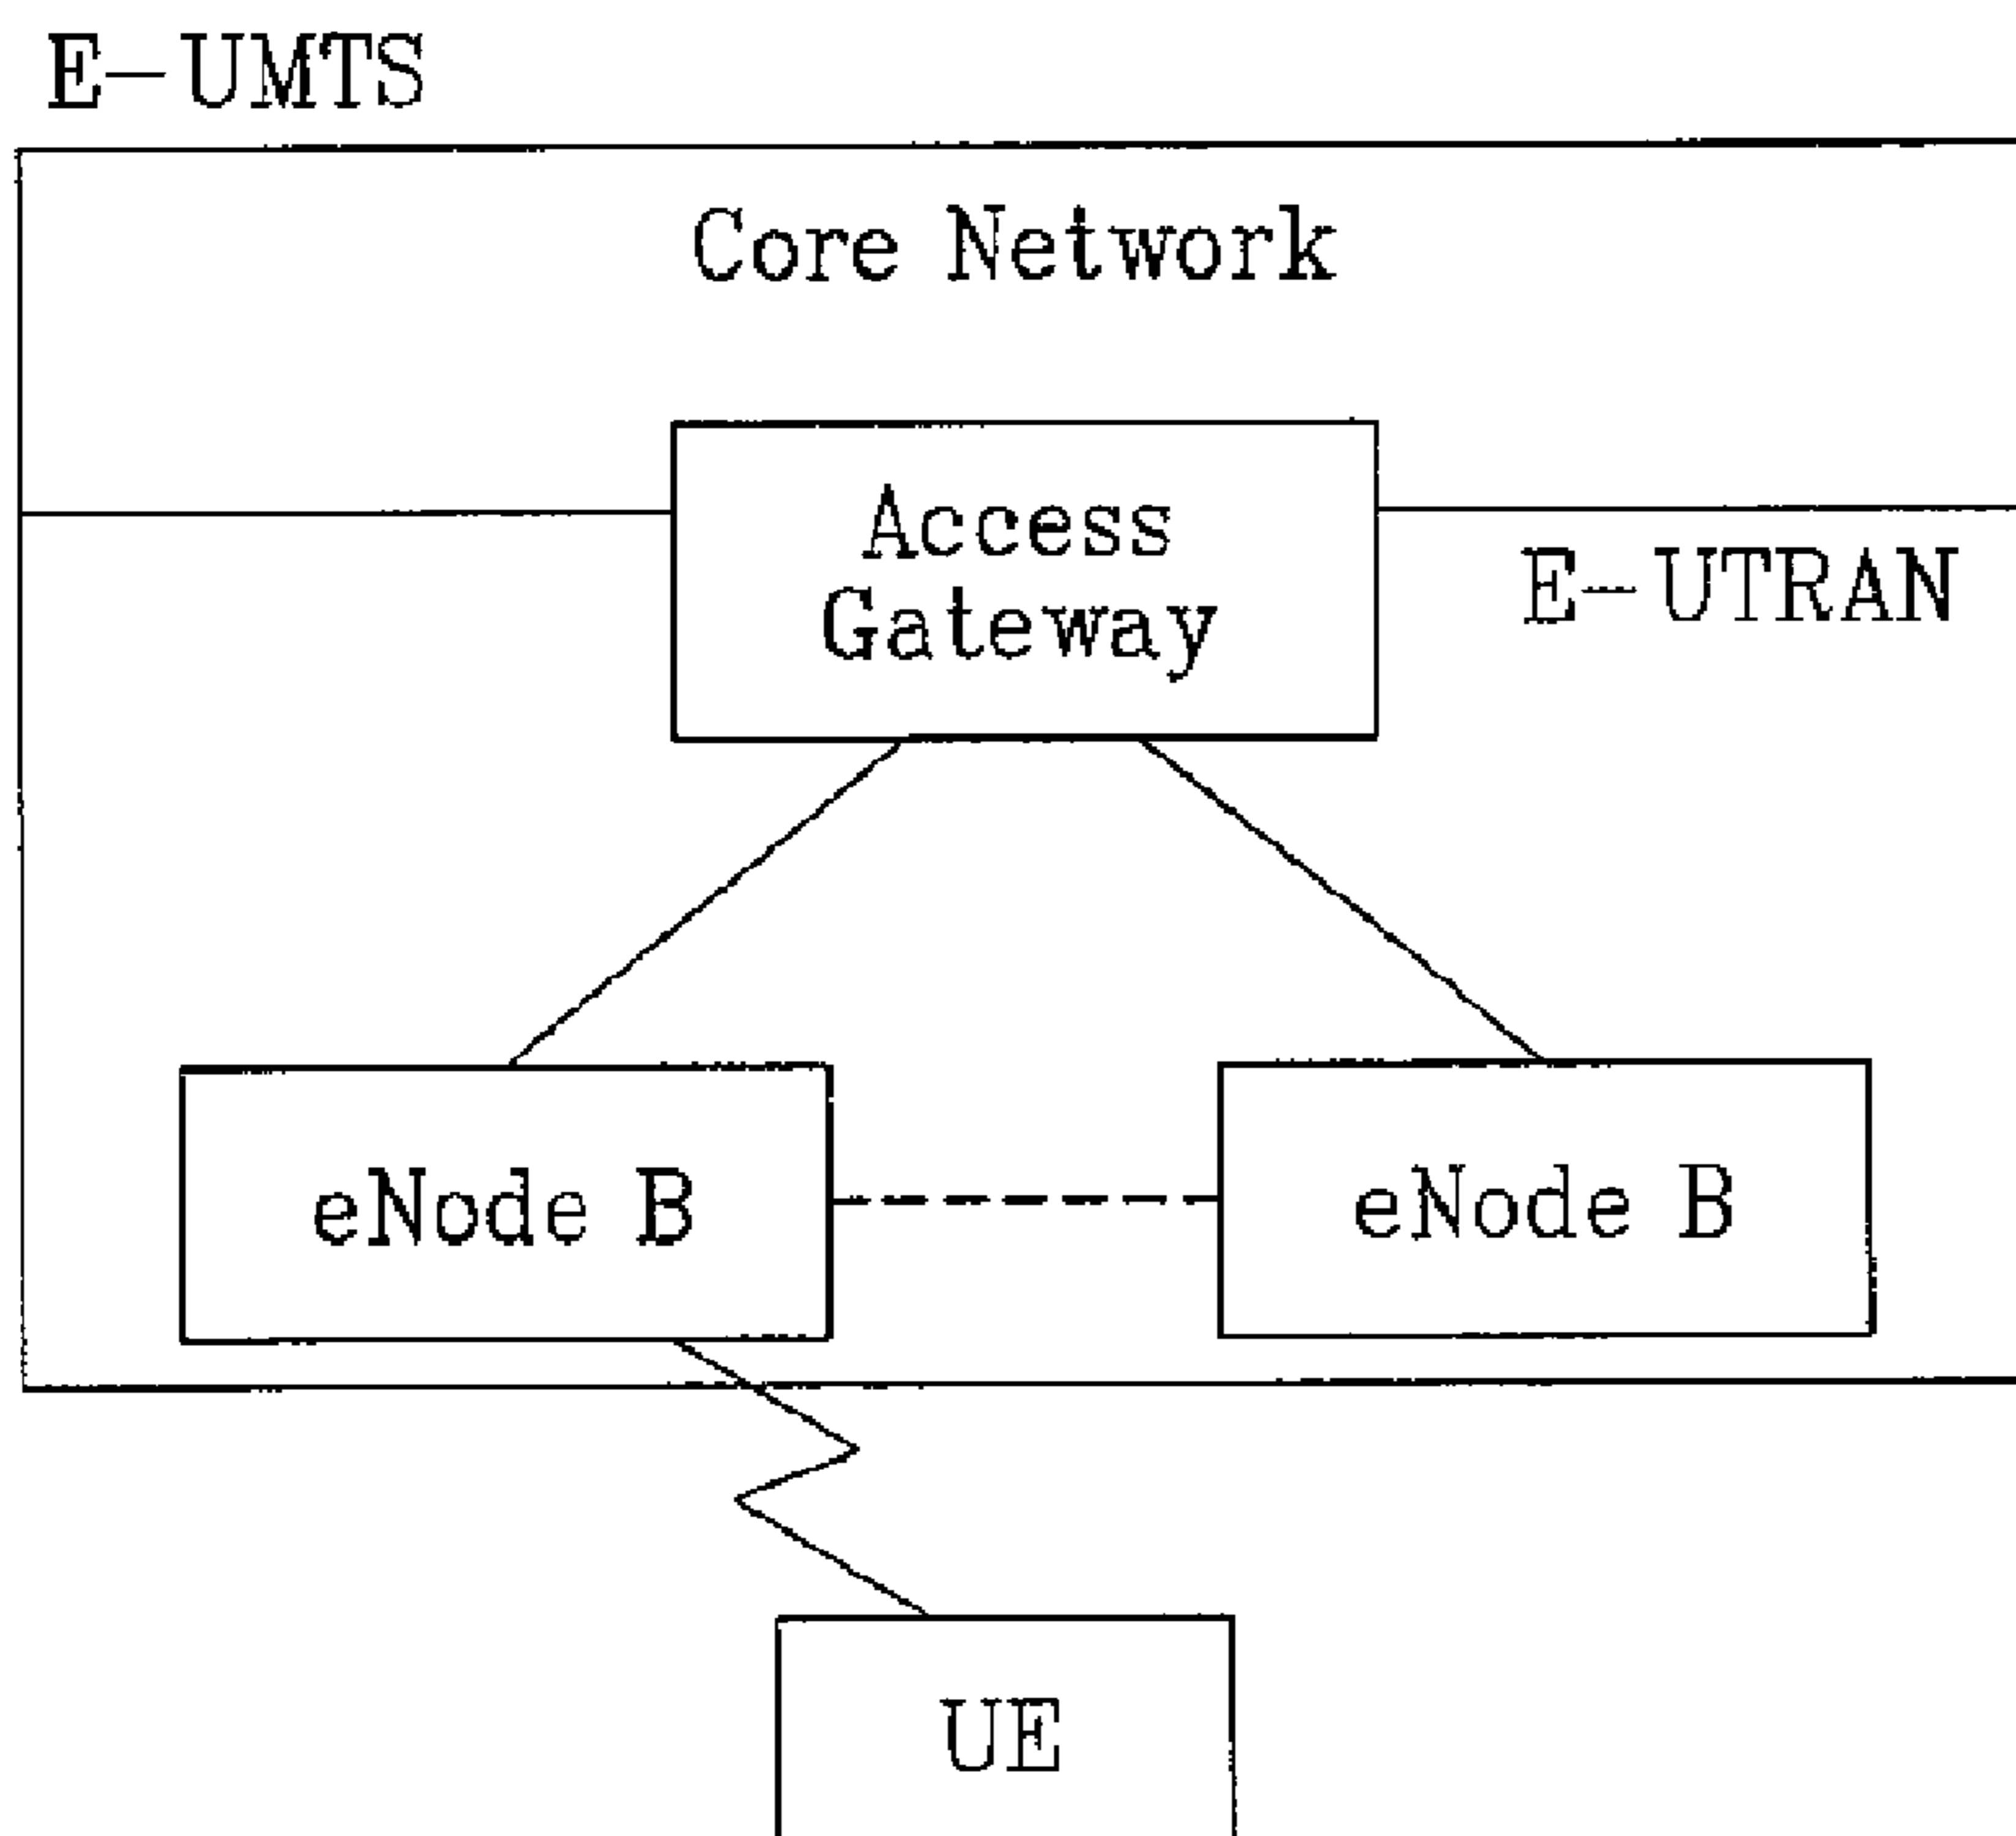 E-UMTS
Core Network
Access
Gateway
E-UTRAN
eNode B
eNode B
UE